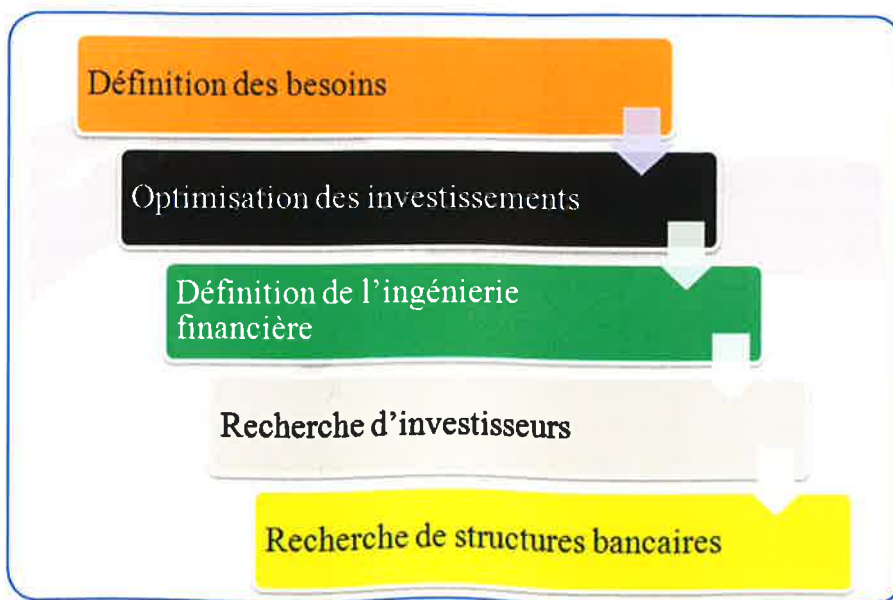 Définition des besoins
Optimisation des investissements
Définition de l'ingénierie
financière
Recherche d'investisseurs
Recherche de structures bancaires